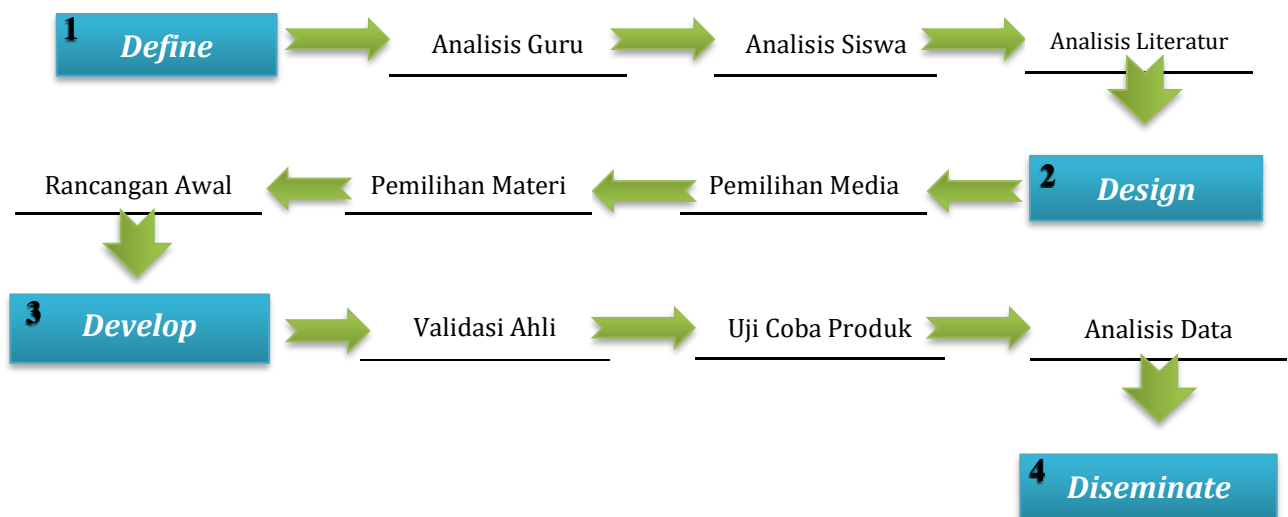 1 Define
Analisis Guru
Analisis Siswa
Analisis Literatur
2 Design
Pemilihan Media
Pemilihan Materi
Rancangan Awal
3 Develop
Validasi Ahli
Uji Coba Produk
Analisis Data
4 Diseminate